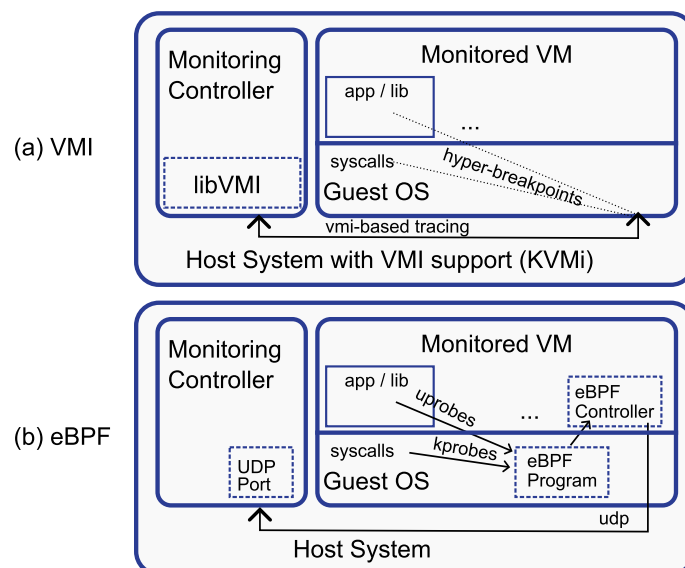 (a) VMI
Monitoring
Controller
libVMI
Monitored VM
app / lib
...
syscalls
hyper-breakpoints
Guest OS
vmi-based tracing
Host System with VMI support (KVMi)
(b) eBPF
Monitoring
Controller
UDP
Port
Monitored VM
app / lib
uprobes
...
eBPF
Controller
syscalls
kprobes
eBPF
Program
Guest OS
udp
Host System